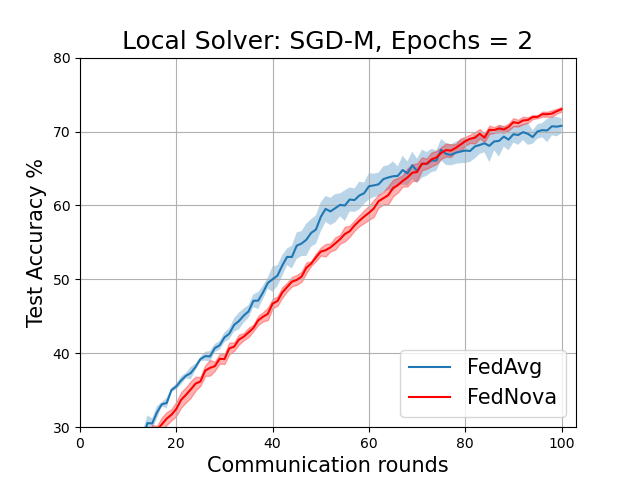 Local Solver: SGD-M, Epochs = 2
Test Accuracy %
80
70
60
50
40
30
0 20 40 60 80 100
Communication rounds
FedAvg
FedNova